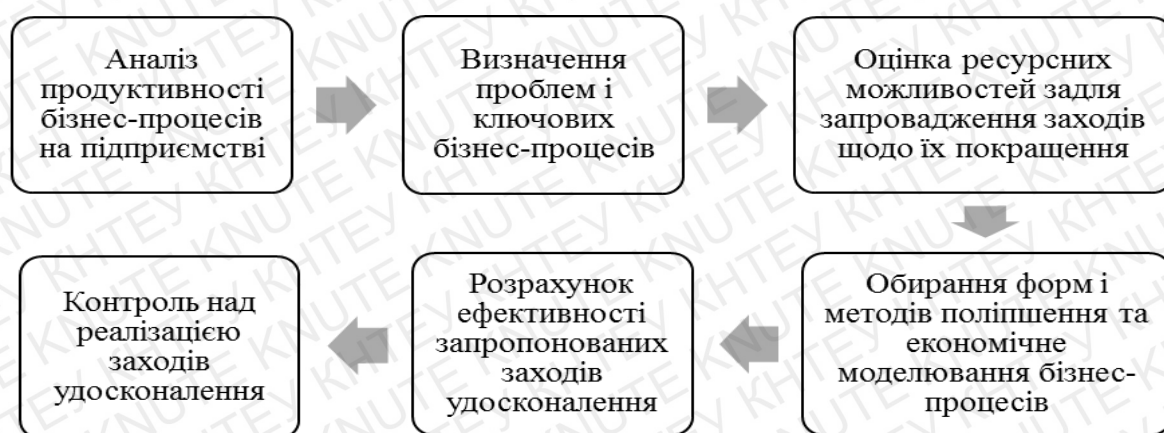 Аналіз
продуктивності
бізнес-процесів
на підприємстві
Визначення
проблем і
ключових
бізнес-процесів
Оцінка ресурсних
можливостей задля
запровадження заходів
щодо їх покращення
Обирання форм і
методів поліпшення та
економічне
моделювання бізнес-
процесів
Розрахунок
ефективності
запропонованих
заходів
удосконалення
Контроль над
реалізацією
заходів
удосконалення